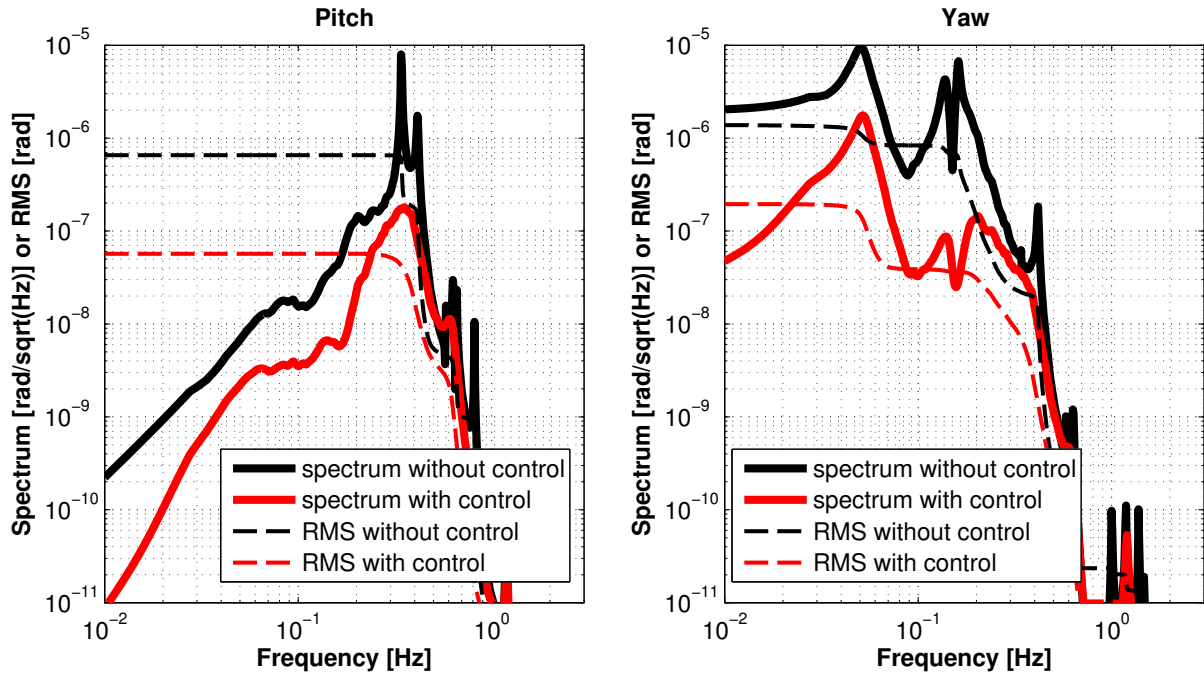 Pitch
Spectrum [rad/sqrt(Hz)] or RMS [rad]
10⁻⁵
10⁻⁶
10⁻⁷
10⁻⁸
10⁻⁹
10⁻¹⁰
10⁻¹¹
spectrum without control
spectrum with control
RMS without control
RMS with control
10⁻²
10⁻¹
10⁰
Frequency [Hz]
Yaw
Spectrum [rad/sqrt(Hz)] or RMS [rad]
10⁻⁵
10⁻⁶
10⁻⁷
10⁻⁸
10⁻⁹
10⁻¹⁰
10⁻¹¹
spectrum without control
spectrum with control
RMS without control
RMS with control
10⁻²
10⁻¹
10⁰
Frequency [Hz]